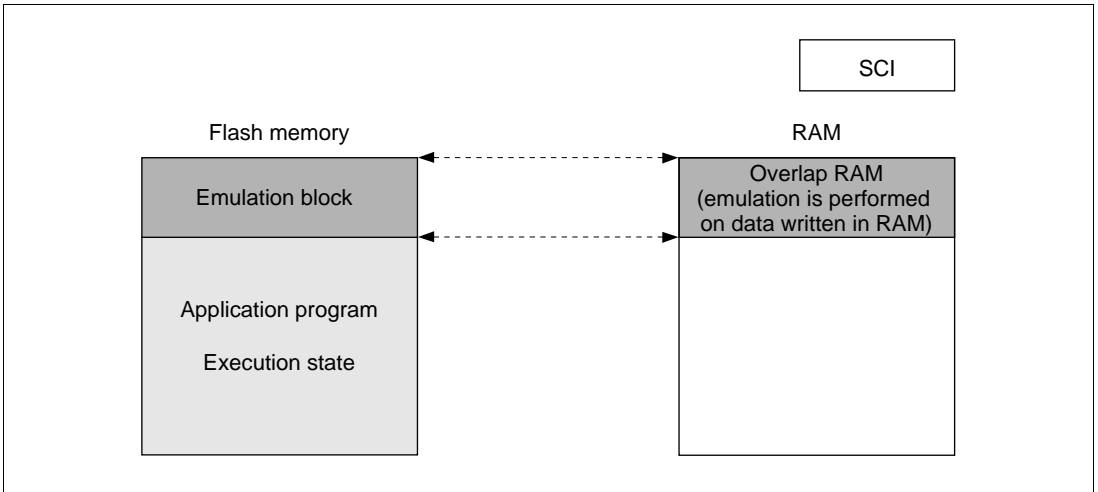 SCI
Flash memory
RAM
Emulation block
Overlap RAM
(emulation is performed
on data written in RAM)
Application program
Execution state